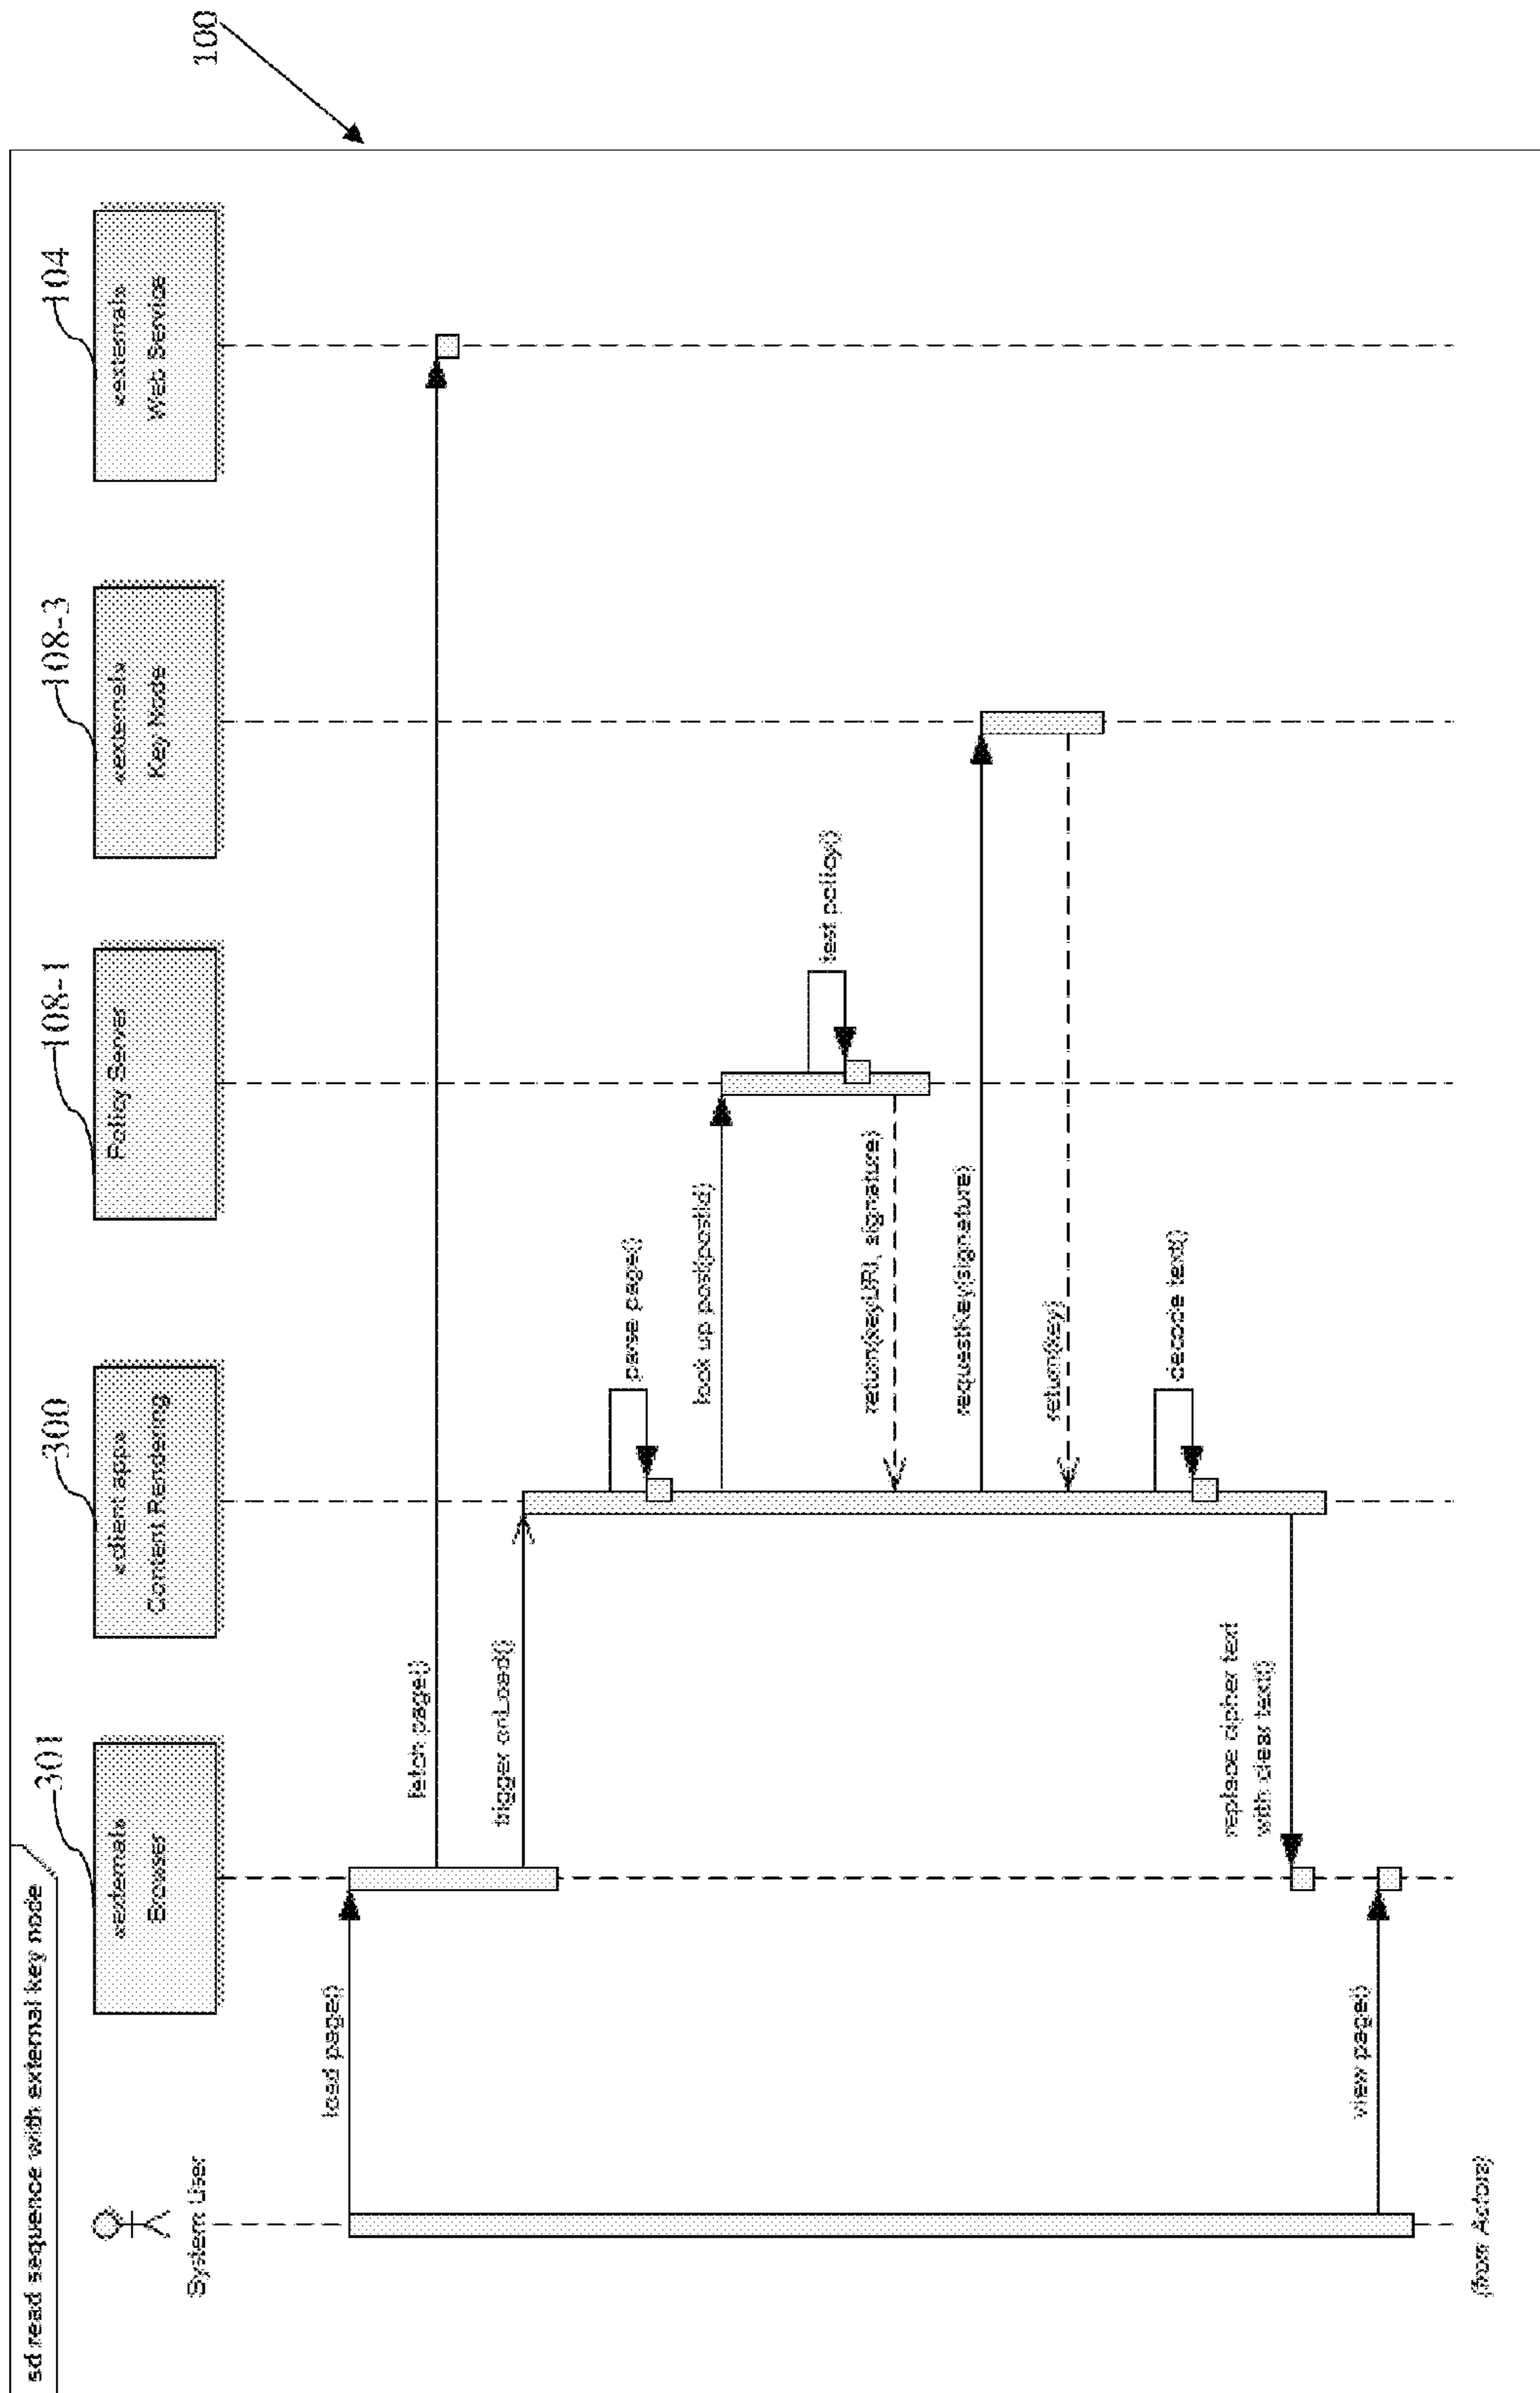 sd read sequence with external key node
100
System User
301
«external»
Browser
300
«client app»
Content Rendering
108-1
Policy Server
108-3
«external»
Key Node
104
«external»
Web Service
load page()
fetch page()
trigger onLoad()
parse page()
look up post(postId)
test policy()
return(keyURI, signature)
requestKey(signature)
return(key)
decode text()
replace cipher text
with clear text()
view page()
(from Actors)